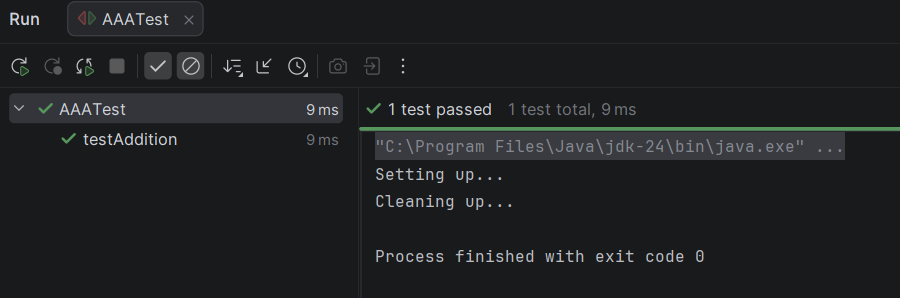 Run AAATest
AAATest 9 ms
testAddition 9 ms
1 test passed 1 test total, 9 ms
"C:\Program Files\Java\jdk-24\bin\java.exe" ...
Setting up...
Cleaning up...
Process finished with exit code 0